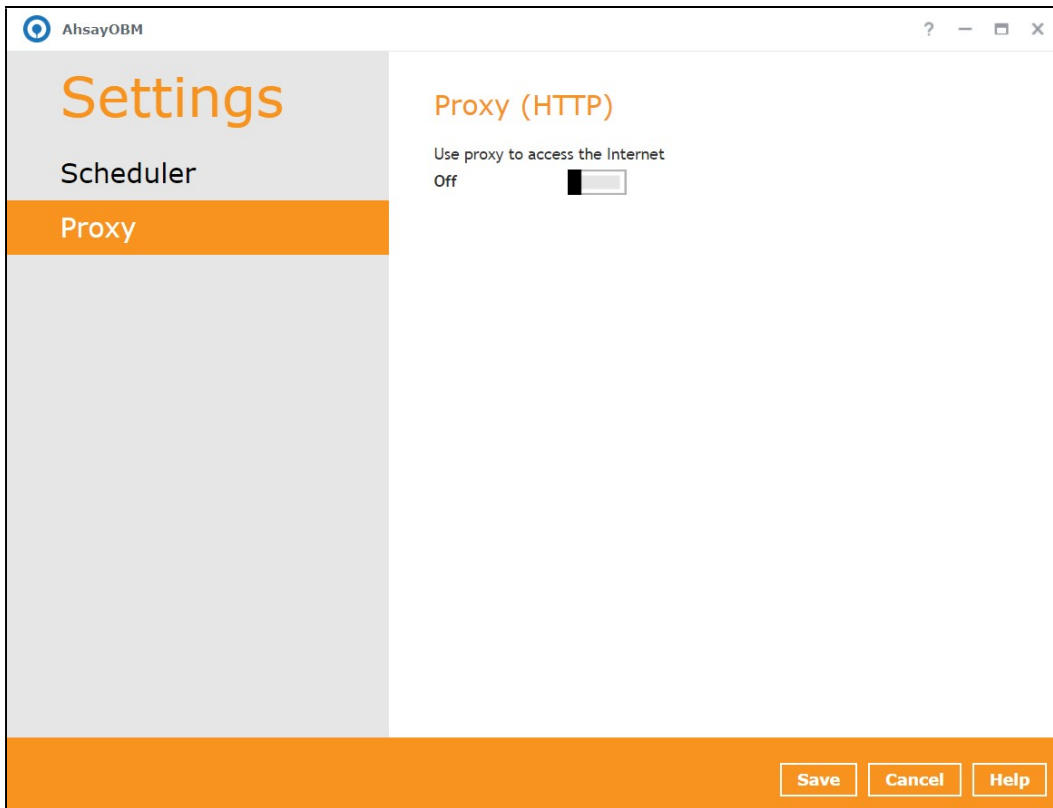 AhsayOBM
?
Settings
Scheduler
Proxy
Proxy (HTTP)
Use proxy to access the Internet
Off
Save Cancel Help